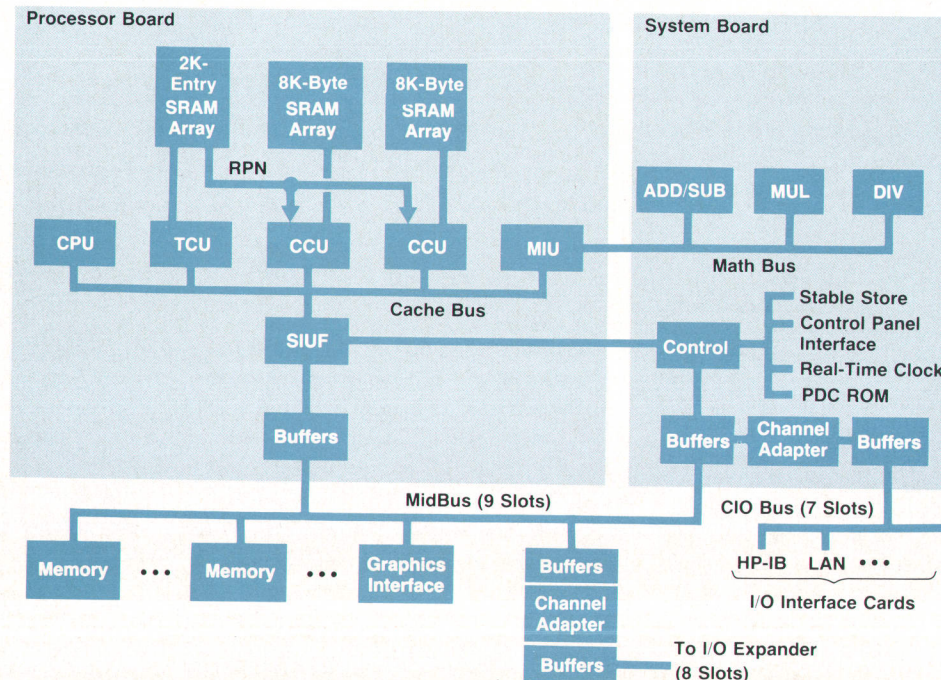 Processor Board
System Board
2K-
Entry
SRAM
Array
8K-Byte
SRAM
Array
8K-Byte
SRAM
Array
RPN
ADD/SUB
MUL
DIV
CPU
TCU
CCU
CCU
MIU
Math Bus
Cache Bus
SIUF
Control
Stable Store
Control Panel
Interface
Real-Time Clock
PDC ROM
Buffers
Buffers
Channel
Adapter
Buffers
MidBus (9 Slots)
CIO Bus (7 Slots)
Memory
•••
Memory
•••
Graphics
Interface
Buffers
Channel
Adapter
Buffers
HP-IB
LAN
•••
I/O Interface Cards
To I/O Expander
(8 Slots)